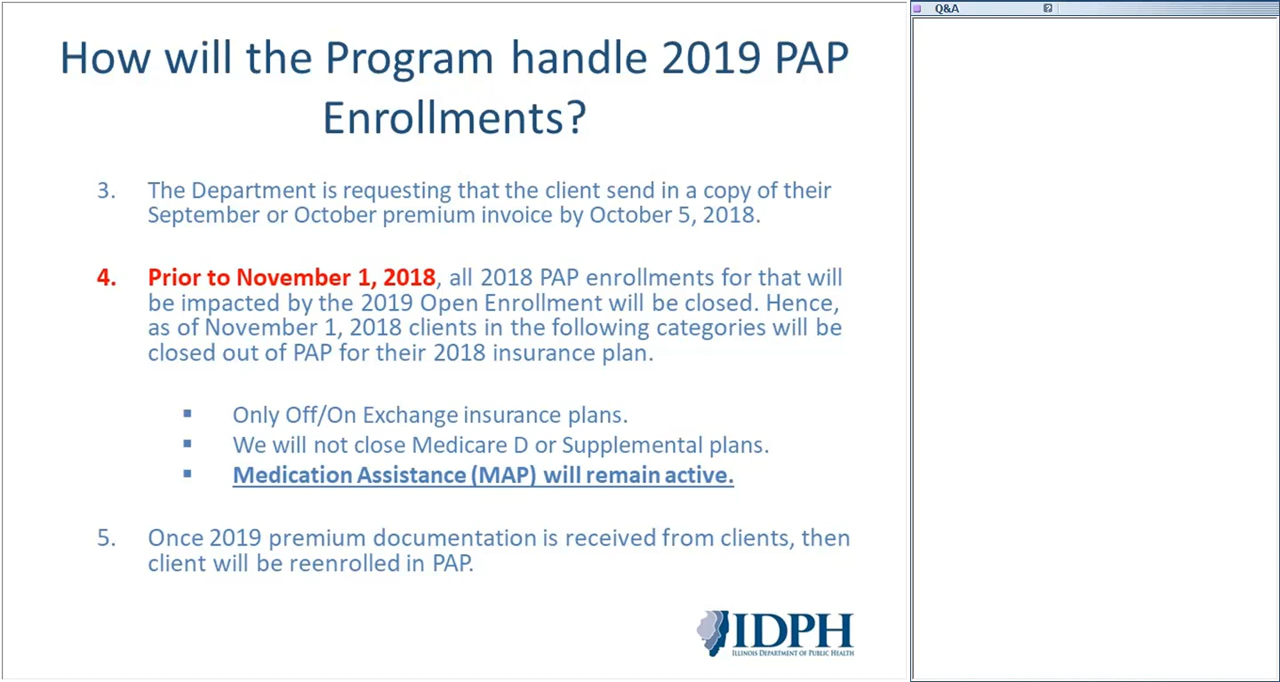 Q&A
How will the Program handle 2019 PAP
Enrollments?
3. The Department is requesting that the client send in a copy of their
September or October premium invoice by October 5, 2018.
4. Prior to November 1, 2018, all 2018 PAP enrollments for that will
be impacted by the 2019 Open Enrollment will be closed. Hence,
as of November 1, 2018 clients in the following categories will be
closed out of PAP for their 2018 insurance plan.
▪ Only Off/On Exchange insurance plans.
▪ We will not close Medicare D or Supplemental plans.
▪ Medication Assistance (MAP) will remain active.
5. Once 2019 premium documentation is received from clients, then
client will be reenrolled in PAP.
IDPH
ILLINOIS DEPARTMENT OF PUBLIC HEALTH